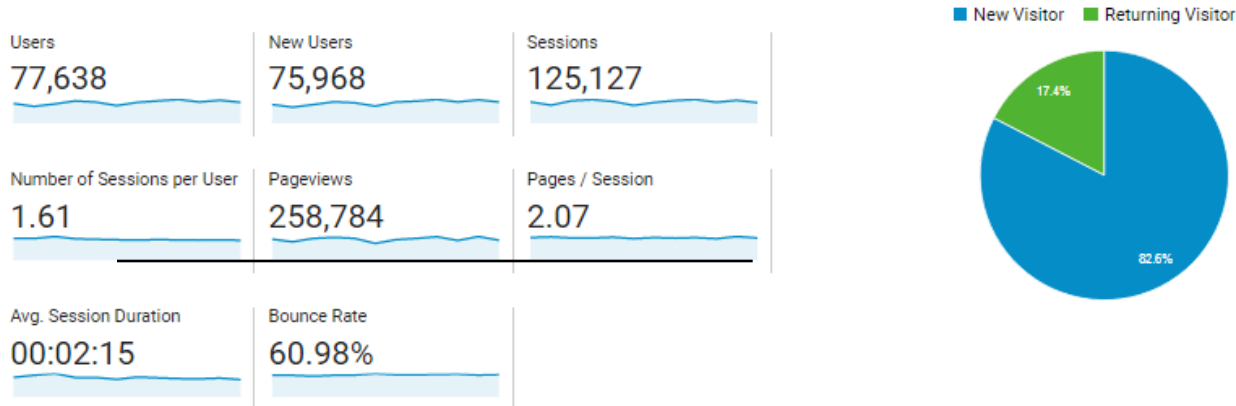 New Visitor Returning Visitor
Users New Users Sessions
77,638 75,968 125,127
17.4%
Number of Sessions per User Pageviews Pages / Session
1.61 258,784 2.07
82.6%
Avg. Session Duration Bounce Rate
00:02:15 60.98%